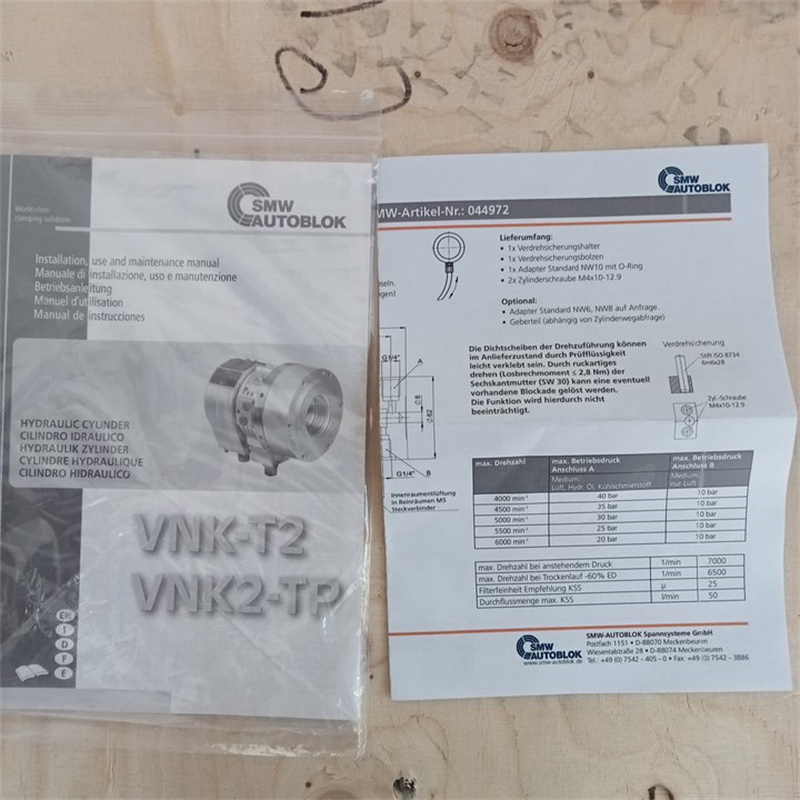 World class
clamping solutions
SMW
AUTOBLOK
Installation, use and maintenance manual
Manuale di installazione, uso e manutenzione
Betriebsanleitung
Manuel d'utilisation
Manual de instrucciones
HYDRAULIC CYLINDER
CILINDRO IDRAULICO
HYDRAULIK ZYLINDER
CYLINDRE HYDRAULIQUE
CILINDRO HIDRAULICO
VNK-T2
VNK2-TP
I
D
F
E
SMW
AUTOBLOK
MW-Artikel-Nr.: 044972
Lieferumfang:
• 1x Verdrehsicherungshalter
• 1x Verdrehsicherungsbolzen
• 1x Adapter Standard NW10 mit O-Ring
• 2x Zylinderschraube M4x10-12.9
Optional:
• Adapter Standard NW6, NW8 auf Anfrage.
• Geberteil (abhängig von Zylinderwegabfrage)
Die Dichtscheiben der Drehzuführung können
im Anlieferzustand durch Prüfflüssigkeit
leicht verklebt sein. Durch ruckartiges
drehen (Losbrechmoment ≤ 2,8 Nm) der
Sechskantmutter (SW 30) kann eine eventuell
vorhandene Blockade gelöst werden.
Die Funktion wird hierdurch nicht
beeinträchtigt.
Verdrehsicherung
Stift ISO 8734
6m6x28
Zyl.-Schraube
M4x10-12.9
G1/4"
A
G1/4"
B
Innenraumentlüftung
in Reinräumen M5
Steckverbinder
max. Drehzahl max. Betriebsdruck Anschluss A max. Betriebsdruck Anschluss B
Medium: Luft, Hydr. Öl, Kühlschmierstoff Medium: nur Luft
4000 min⁻¹ 40 bar 10 bar
4500 min⁻¹ 35 bar 10 bar
5000 min⁻¹ 30 bar 10 bar
5500 min⁻¹ 25 bar 10 bar
6000 min⁻¹ 20 bar 10 bar
max. Drehzahl bei anstehendem Druck 1/min 7000
max. Drehzahl bei Trockenlauf -60% ED 1/min 6500
Filterfeinheit Empfehlung KSS µ 25
Durchflussmenge max. KSS l/min 50
SMW
AUTOBLOK
www.smw-autoblok.de
SMW-AUTOBLOK Spannsysteme GmbH
Postfach 1151 • D-88070 Meckenbeuron
Wiesentalstraße 28 • D-88074 Meckenbeuren
Tel.: +49 (0) 7542 - 405 - 0 • Fax: +49 (0) 7542 - 3886